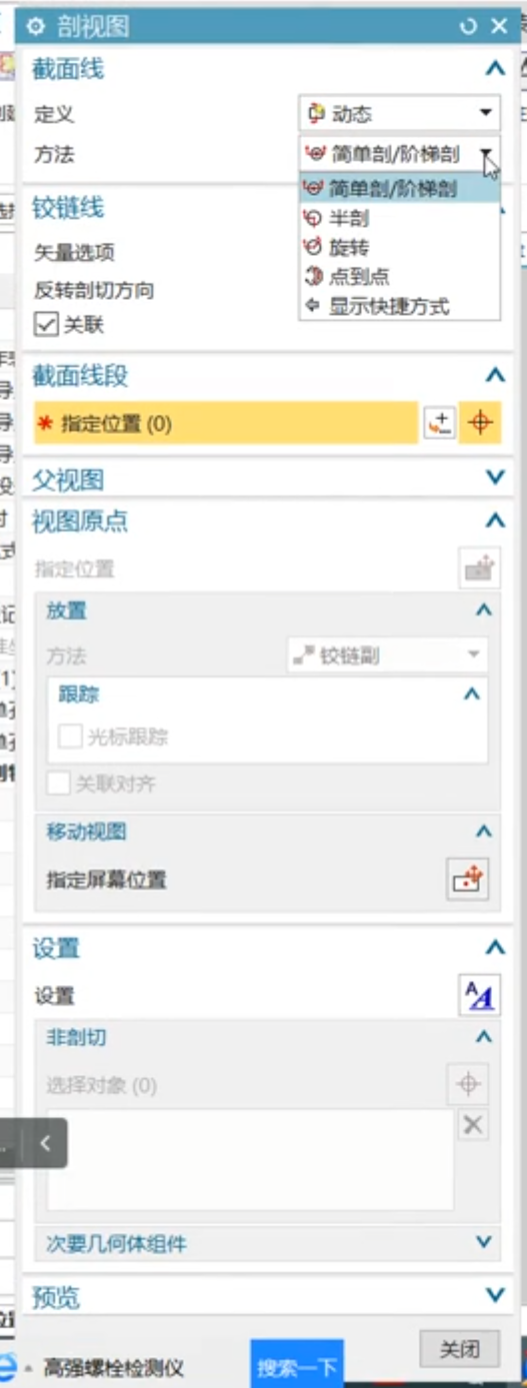 剖视图
截面线
定义 动态
方法 简单剖/阶梯剖
简单剖/阶梯剖
半剖
旋转
点到点
显示快捷方式
铰链线
矢量选项
反转剖切方向
关联
截面线段
* 指定位置 (0)
父视图
视图原点
指定位置
放置
方法 铰链副
跟踪
光标跟踪
关联对齐
移动视图
指定屏幕位置
设置
设置
非剖切
选择对象 (0)
次要几何体组件
预览
关闭
高强螺栓检测仪 搜索一下